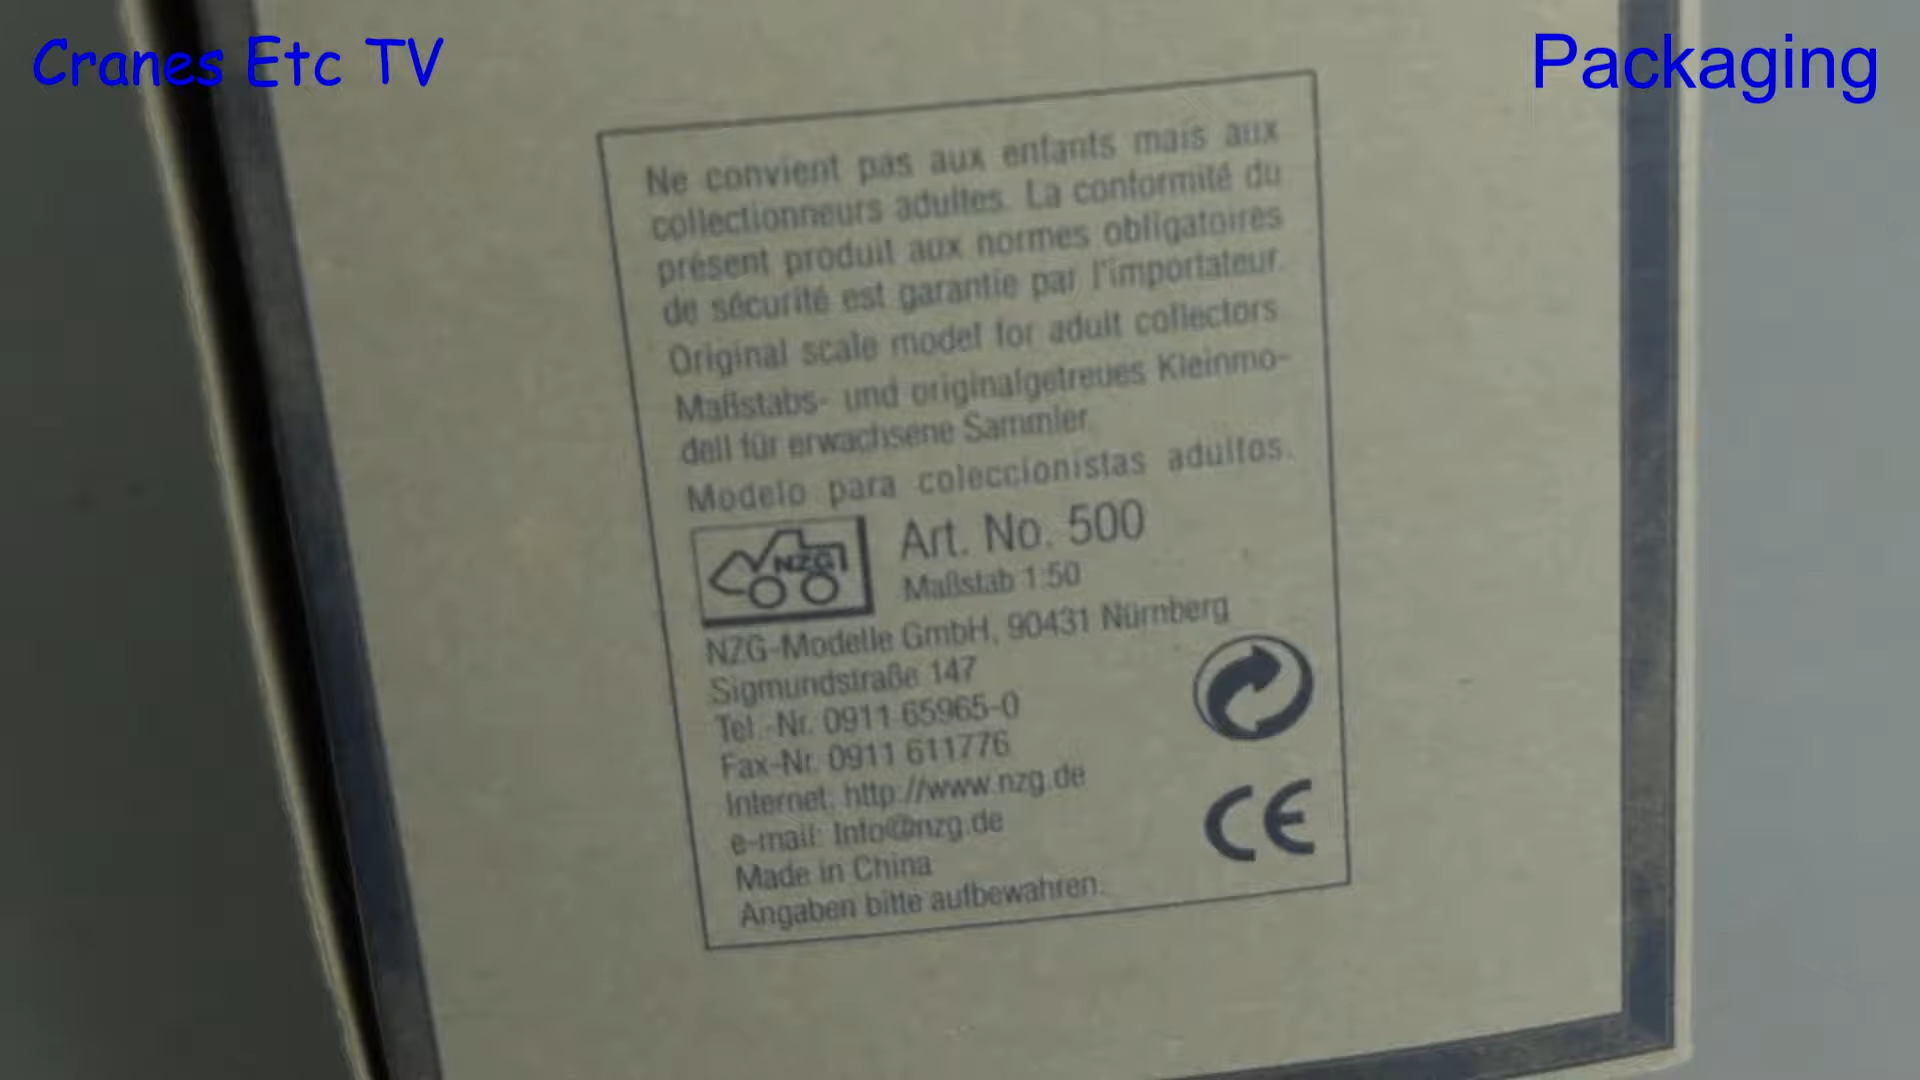 Cranes Etc TV
Packaging
Ne convient pas aux enfants mais aux
collectionneurs adultes. La conformité du
présent produit aux normes obligatoires
de sécurité est garantie par l'importateur.
Original scale model for adult collectors
Maßstabs- und originalgetreues Kleinmo-
dell für erwachsene Sammler.
Modelo para coleccionistas adultos.
NZG
Art. No. 500
Maßstab 1:50
NZG-Modelle GmbH, 90431 Nürnberg
Sigmundstraße 147
Tel.-Nr. 0911 65965-0
Fax-Nr. 0911 611776
Internet: http://www.nzg.de
e-mail: Info@nzg.de
Made in China
Angaben bitte aufbewahren.
CE